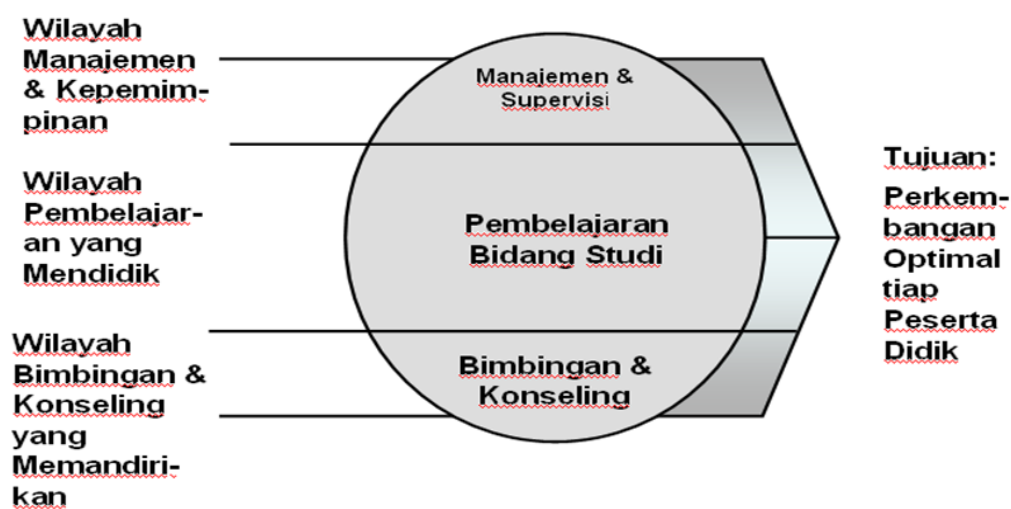 Wilayah
Manajemen
& Kepemim-
pinan
Wilayah
Pembelajar-
an yang
Mendidik
Wilayah
Bimbingan &
Konseling
yang
Memandiri-
kan
Manajemen &
Supervisi
Pembelajaran
Bidang Studi
Bimbingan &
Konseling
Tujuan:
Perkem-
bangan
Optimal
tiap
Peserta
Didik